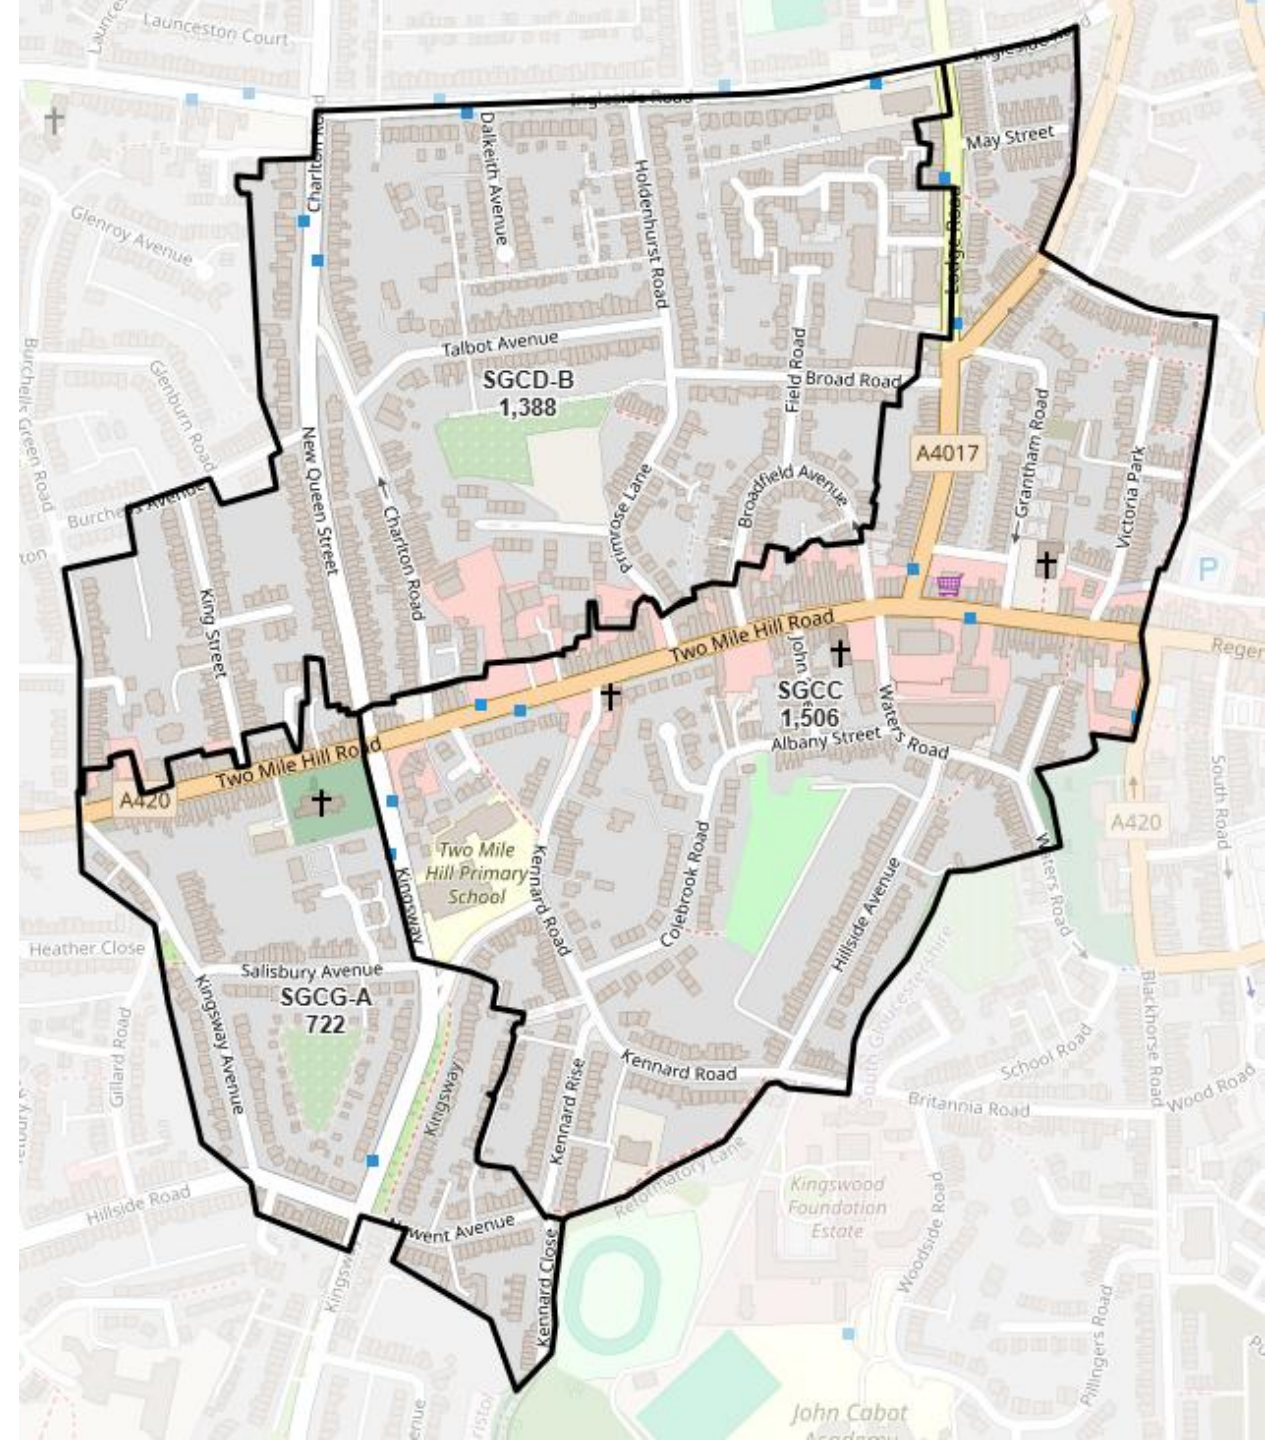 Launceston Court
Ingleside Road
Ingleside Road
Charlton Road
Dalkeith Avenue
Holdenhurst Road
May Street
Lodge Road
Glenroy Avenue
Burchells Green Road
Glenburn Road
Talbot Avenue
SGCD-B
1,388
Field Road
Broad Road
A4017
Grantham Road
Victoria Park
New Queen Street
Charlton Road
Primrose Lane
Broadfield Avenue
Burchells Avenue
King Street
P
Two Mile Hill Road
John
SGCC
1,506
Waters Road
Albany Street
Two Mile Hill Road
A420
A420
South Road
Two Mile
Hill Primary
School
Kingsway
Kennard Road
Colebrook Road
Hillside Avenue
Waters Road
Heather Close
Salisbury Avenue
SGCG-A
722
Kingsway Avenue
Gillard Road
Kingsway
Kennard Rise
Kennard Road
South Gloucestershire
School Road
Blackhorse Road
Wood Road
Britannia Road
Reformatory Lane
Hillside Road
Kingswood
Foundation
Estate
Woodside Road
Kennard Close
Pillingers Road
John Cabot
Academy